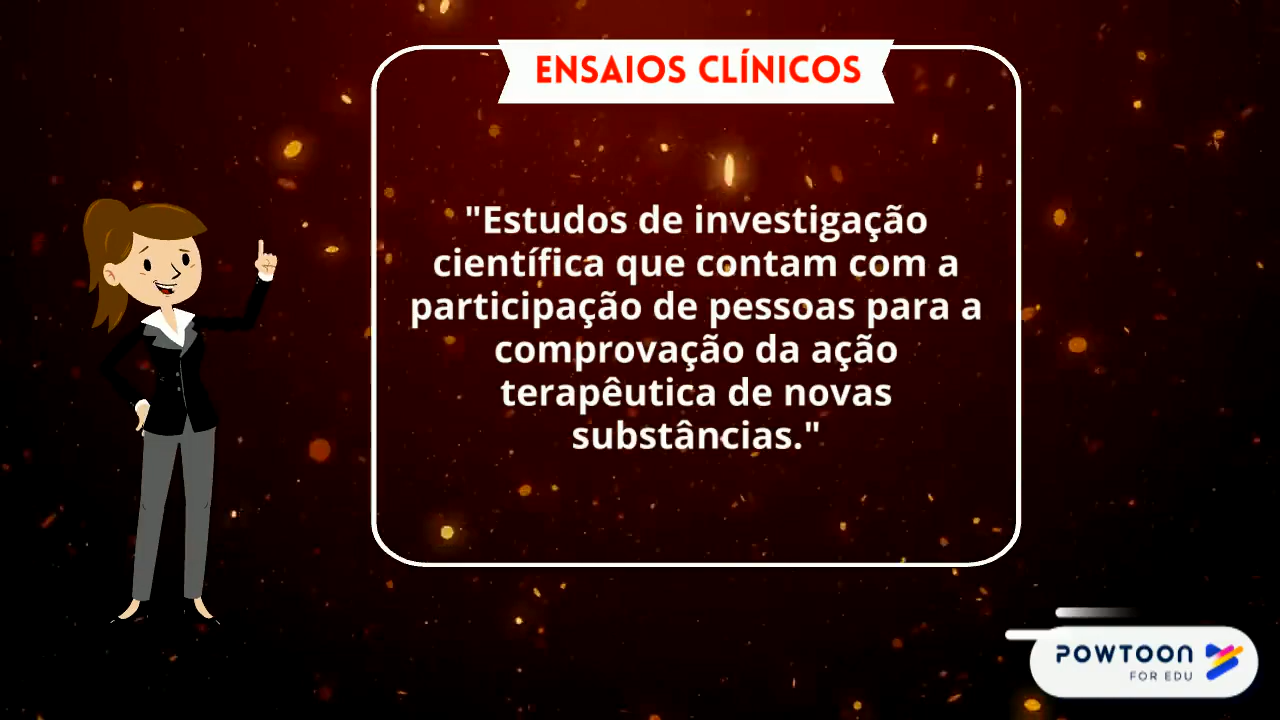 ENSAIOS CLÍNICOS
"Estudos de investigação
científica que contam com a
participação de pessoas para a
comprovação da ação
terapêutica de novas
substâncias."
POWTOON
FOR EDU